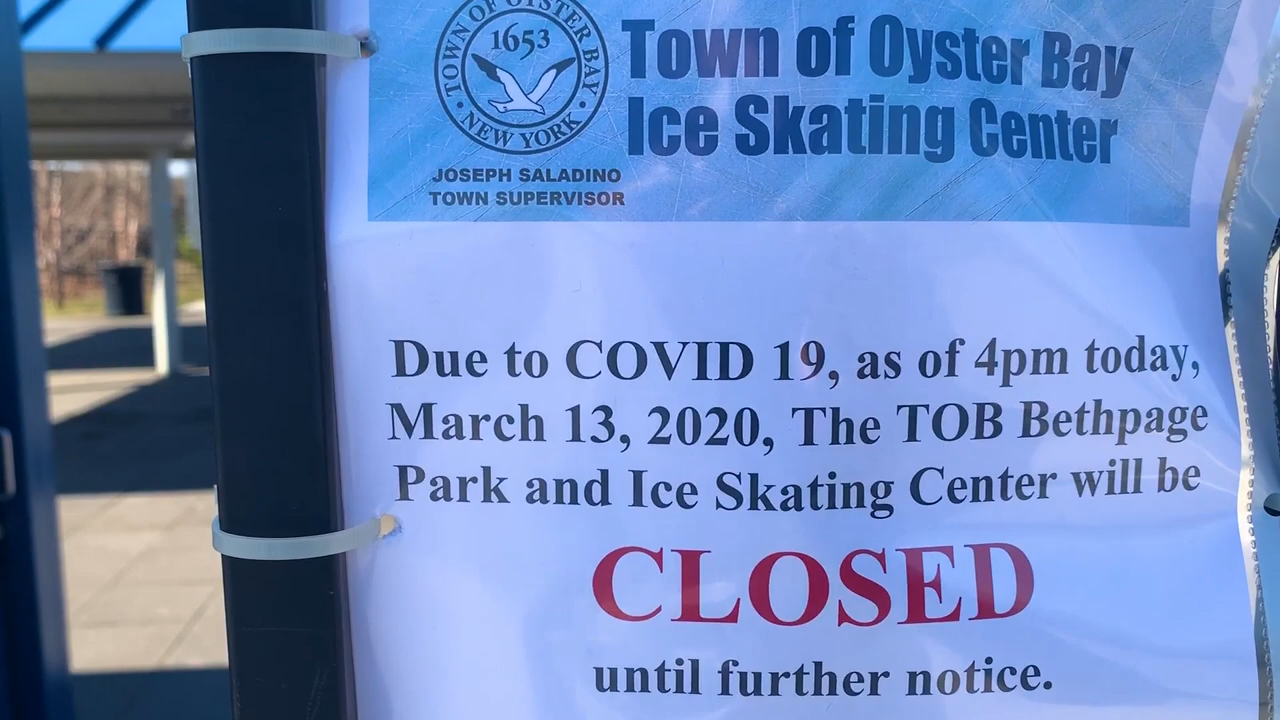 TOWN OF OYSTER BAY
1653
NEW YORK
JOSEPH SALADINO
TOWN SUPERVISOR
Town of Oyster Bay
Ice Skating Center
Due to COVID 19, as of 4pm today,
March 13, 2020, The TOB Bethpage
Park and Ice Skating Center will be
CLOSED
until further notice.